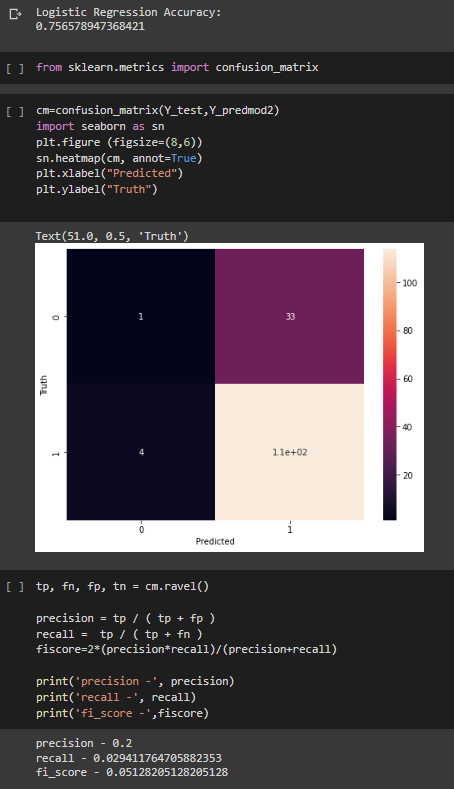 Logistic Regression Accuracy:
0.756578947368421
[ ] from sklearn.metrics import confusion_matrix
[ ] cm=confusion_matrix(Y_test,Y_predmod2)
import seaborn as sn
plt.figure (figsize=(8,6))
sn.heatmap(cm, annot=True)
plt.xlabel("Predicted")
plt.ylabel("Truth")
Text(51.0, 0.5, 'Truth')
1 33
4 1.1e+02
0
1
Truth
0 1
Predicted
100
80
60
40
20
[ ] tp, fn, fp, tn = cm.ravel()
precision = tp / ( tp + fp )
recall =  tp / ( tp + fn )
fiscore=2*(precision*recall)/(precision+recall)
print('precision -', precision)
print('recall -', recall)
print('fi_score -',fiscore)
precision - 0.2
recall - 0.029411764705882353
fi_score - 0.05128205128205128